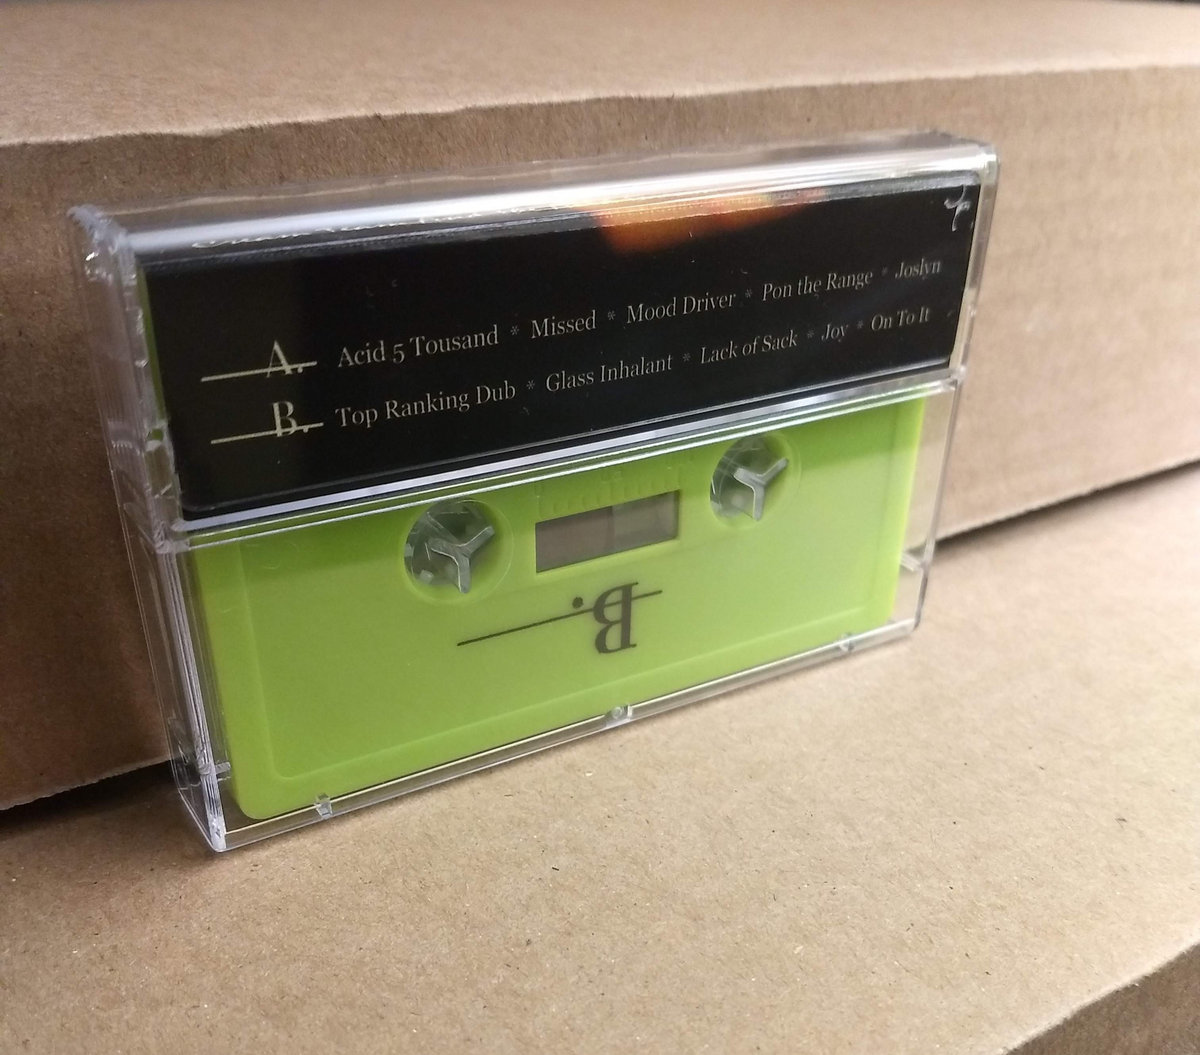 A. Acid 5 Tousand * Missed * Mood Driver * Pon the Range * Joslyn
B. Top Ranking Dub * Glass Inhalant * Lack of Sack * Joy * On To It
B.